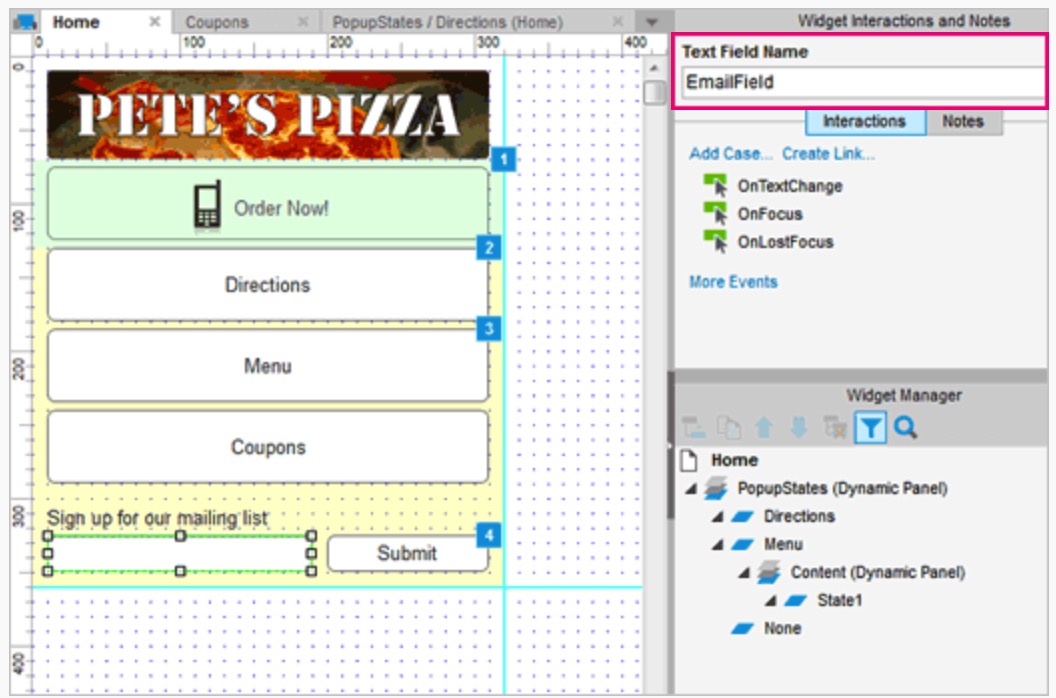 Home
Coupons
PopupStates / Directions (Home)
Widget Interactions and Notes
0
100
200
300
400
0
100
200
300
400
PETE'S PIZZA
1
Order Now!
2
Directions
3
Menu
Coupons
Sign up for our mailing list
4
Submit
Text Field Name
EmailField
Interactions
Notes
Add Case... Create Link...
OnTextChange
OnFocus
OnLostFocus
More Events
Widget Manager
Home
PopupStates (Dynamic Panel)
Directions
Menu
Content (Dynamic Panel)
State1
None